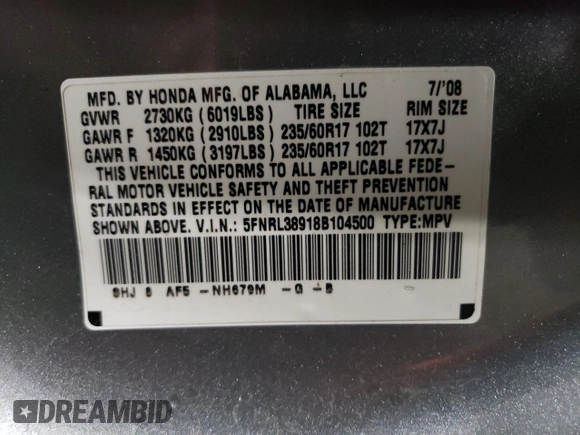 MFD. BY HONDA MFG. OF ALABAMA, LLC 7/'08
GVWR 2730KG (6019LBS) TIRE SIZE RIM SIZE
GAWR F 1320KG (2910LBS) 235/60R17 102T 17X7J
GAWR R 1450KG (3197LBS) 235/60R17 102T 17X7J
THIS VEHICLE CONFORMS TO ALL APPLICABLE FEDE-
RAL MOTOR VEHICLE SAFETY AND THEFT PREVENTION
STANDARDS IN EFFECT ON THE DATE OF MANUFACTURE
SHOWN ABOVE. V.I.N.: 5FNRL38918B104500 TYPE:MPV
SHJ 8 AF5 -NH679M -G -B
DREAMBID